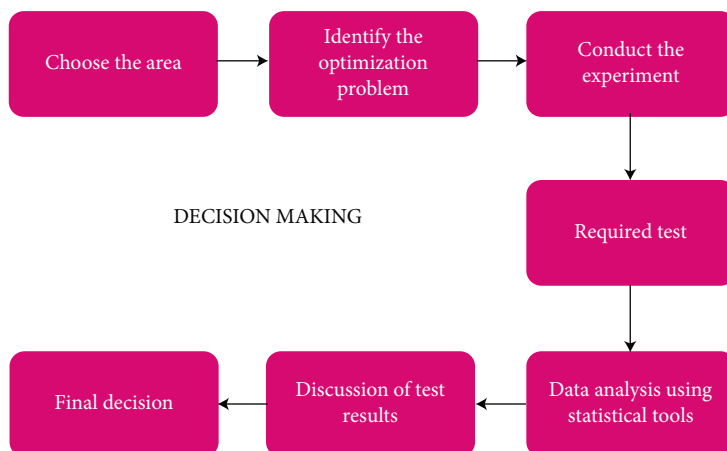 Choose the area
Identify the
optimization
problem
Conduct the
experiment
DECISION MAKING
Required test
Data analysis using
statistical tools
Discussion of test
results
Final decision